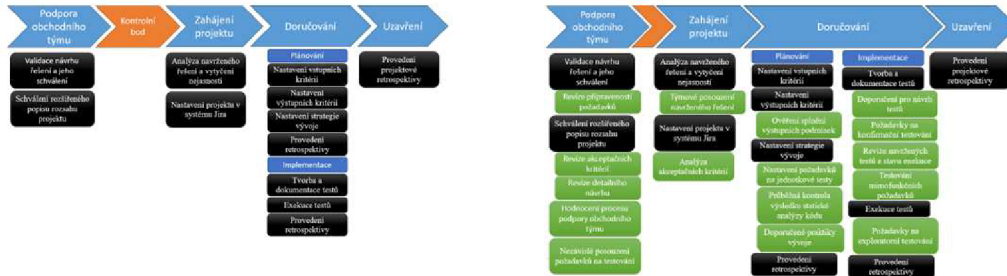 Podpora
obchodního
týmu
Kontrolní
bod
Zahájení
projektu
Doručování
Uzavření
Validace návrhu
řešení a jeho
schválení
Schválení rozšířeného
popisu rozsahu
projektu
Analýza navrženého
řešení a vytyčení
nejasností
Nastavení projektu v
systému Jira
Plánování
Nastavení vstupních
kritérií
Nastavení
výstupních kritérií
Nastavení strategie
vývoje
Provedení
retrospektivy
Implementace
Tvorba a
dokumentace testů
Exekuce testů
Provedení
retrospektivy
Provedení
projektové
retrospektivy
Podpora
obchodního
týmu
Zahájení
projektu
Doručování
Uzavření
Validace návrhu
řešení a jeho
schválení
Revize připravenosti
požadavků
Schválení rozšířeného
popisu rozsahu
projektu
Revize akceptačních
kritérií
Revize detailního
návrhu
Hodnocení procesu
podpory obchodního
týmu
Nezávislé posouzení
požadavků na testování
Analýza navrženého
řešení a vytyčení
nejasností
Týmové posouzení
navrženého řešení
Nastavení projektu v
systému Jira
Analýza
akceptačních kritérií
Plánování
Nastavení vstupních
kritérií
Nastavení
výstupních kritérií
Ověření splnění
výstupních podmínek
Nastavení strategie
vývoje
Nastavení požadavků
na jednotkové testy
Průběžná kontrola
výsledků statické
analýzy kódu
Doporučené praktiky
vývoje
Provedení
retrospektivy
Implementace
Tvorba a
dokumentace testů
Doporučení pro návrh
testů
Požadavky na
konfirmační testování
Revize navržených
testů a stavu exekuce
Testování
mimofunkčních
požadavků
Exekuce testů
Požadavky na
exploratorní testování
Provedení
retrospektivy
Provedení
projektové
retrospektivy